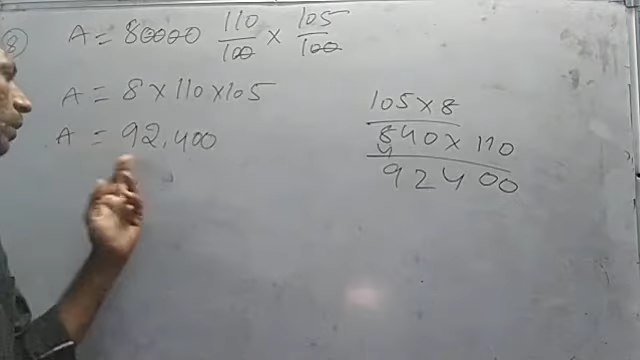 8
A = 80000 110/100 × 105/100
A = 8 × 110 × 105
A = 92,400
105 × 8
840 × 110
92400